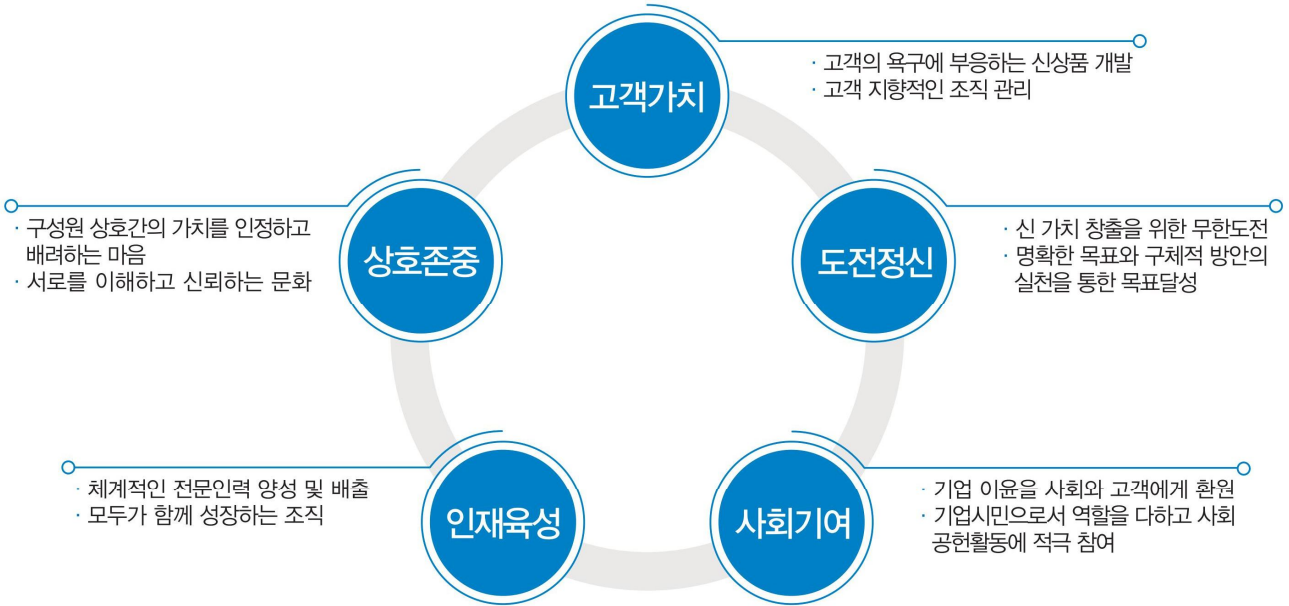 고객가치
· 고객의 욕구에 부응하는 신상품 개발
· 고객 지향적인 조직 관리
도전정신
· 신 가치 창출을 위한 무한도전
· 명확한 목표와 구체적 방안의
실천을 통한 목표달성
사회기여
· 기업 이윤을 사회와 고객에게 환원
· 기업시민으로서 역할을 다하고 사회
공헌활동에 적극 참여
인재육성
· 체계적인 전문인력 양성 및 배출
· 모두가 함께 성장하는 조직
상호존중
· 구성원 상호간의 가치를 인정하고
배려하는 마음
· 서로를 이해하고 신뢰하는 문화